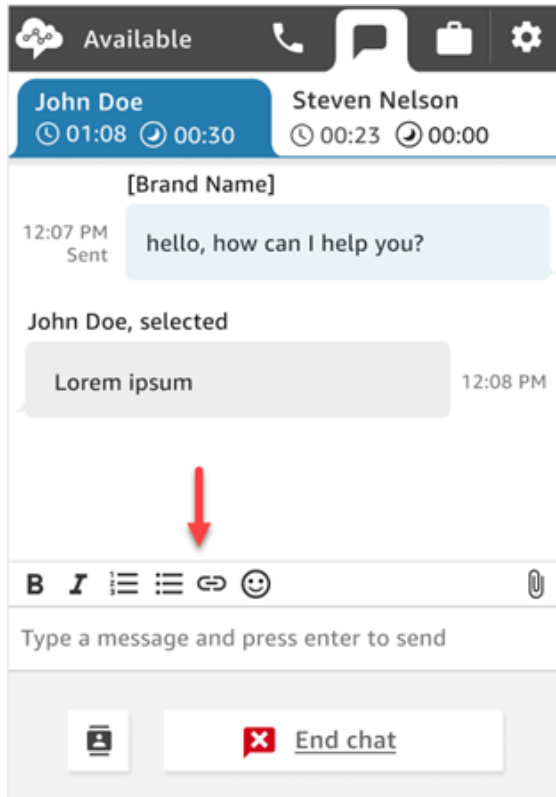 Available
John Doe
01:08 00:30
Steven Nelson
00:23 00:00
[Brand Name]
12:07 PM
Sent
hello, how can I help you?
John Doe, selected
Lorem ipsum
12:08 PM
B I
Type a message and press enter to send
End chat